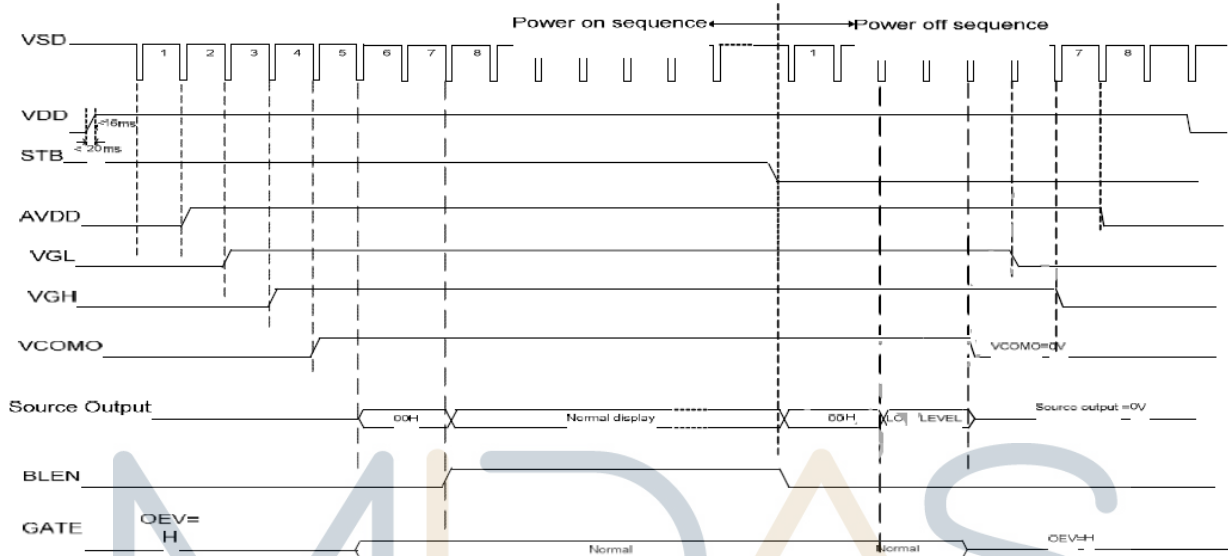 Power on sequence
Power off sequence
VSD
1 2 3 4 5 6 7 8 1 7 8
VDD
≤16ms
≤ 20ms
STB
AVDD
VGL
VGH
VCOMO
VCOMO=0V
Source Output
00H
Normal display
00H
LEVEL
Source output =0V
BLEN
GATE
OEV=
H
Normal
Normal
OEV=H
MIDAS